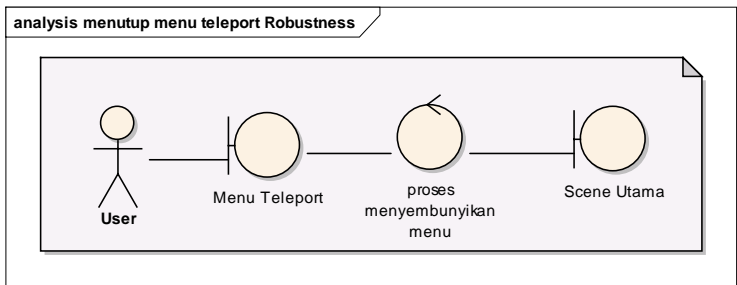 analysis menutup menu teleport Robustness
User
Menu Teleport
proses
menyembunyikan
menu
Scene Utama